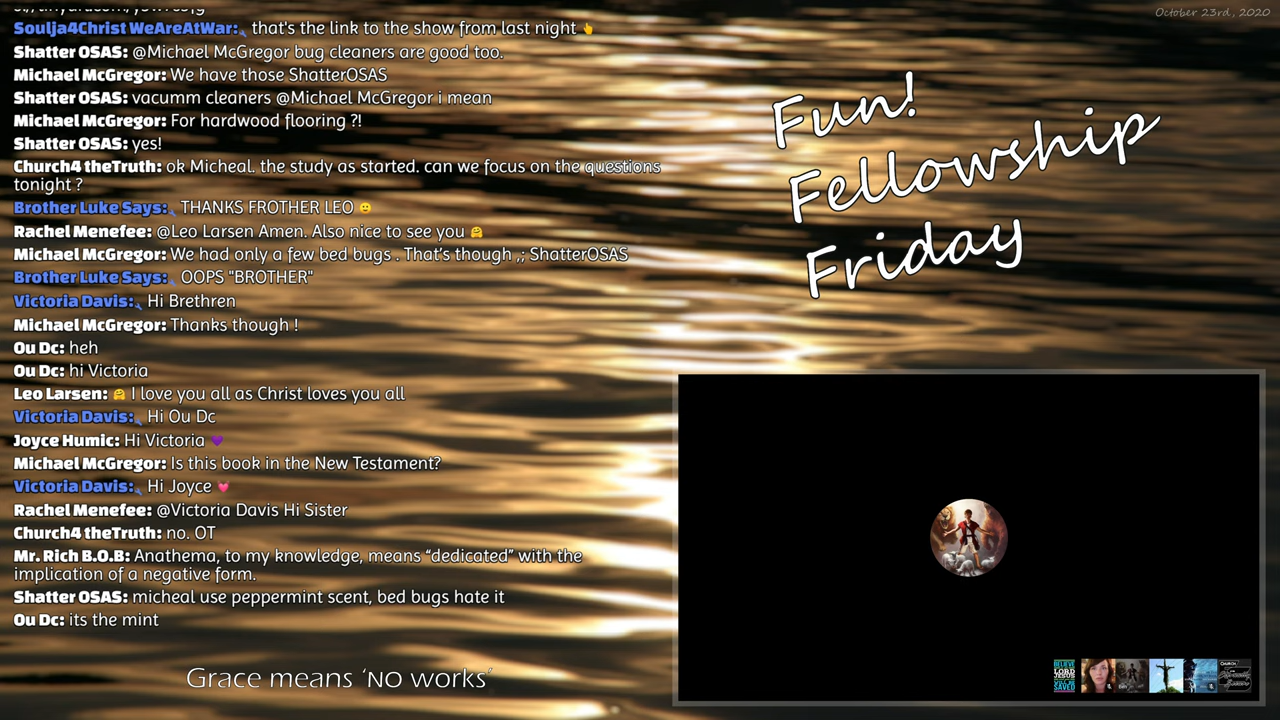 October 23rd, 2020
Soulja4Christ WeAreAtWar: that's the link to the show from last night 👆
Shatter OSAS: @Michael McGregor bug cleaners are good too.
Michael McGregor: We have those ShatterOSAS
Shatter OSAS: vacumm cleaners @Michael McGregor i mean
Michael McGregor: For hardwood flooring ?!
Shatter OSAS: yes!
Church4 theTruth: ok Micheal. the study as started. can we focus on the questions
tonight ?
Brother Luke Says: THANKS FROTHER LEO 🙂
Rachel Menefee: @Leo Larsen Amen. Also nice to see you 🤗
Michael McGregor: We had only a few bed bugs . That's though ,; ShatterOSAS
Brother Luke Says: OOPS "BROTHER"
Victoria Davis: Hi Brethren
Michael McGregor: Thanks though !
Ou Dc: heh
Ou Dc: hi Victoria
Leo Larsen: 🤗 I love you all as Christ loves you all
Victoria Davis: Hi Ou Dc
Joyce Humic: Hi Victoria 💜
Michael McGregor: Is this book in the New Testament?
Victoria Davis: Hi Joyce 💗
Rachel Menefee: @Victoria Davis Hi Sister
Church4 theTruth: no. OT
Mr. Rich B.O.B: Anathema, to my knowledge, means “dedicated” with the
implication of a negative form.
Shatter OSAS: micheal use peppermint scent, bed bugs hate it
Ou Dc: its the mint
Grace means ‘NO works’
Fun!
Fellowship
Friday
BELIEVE
LORD
JESUS
SAVED
CHURCH